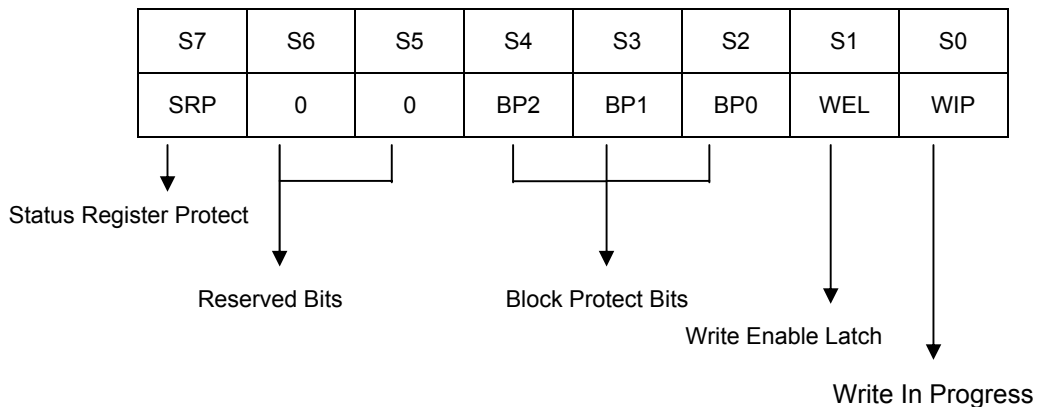 S7 S6 S5 S4 S3 S2 S1 S0
SRP 0 0 BP2 BP1 BP0 WEL WIP
Status Register Protect
Reserved Bits
Block Protect Bits
Write Enable Latch
Write In Progress